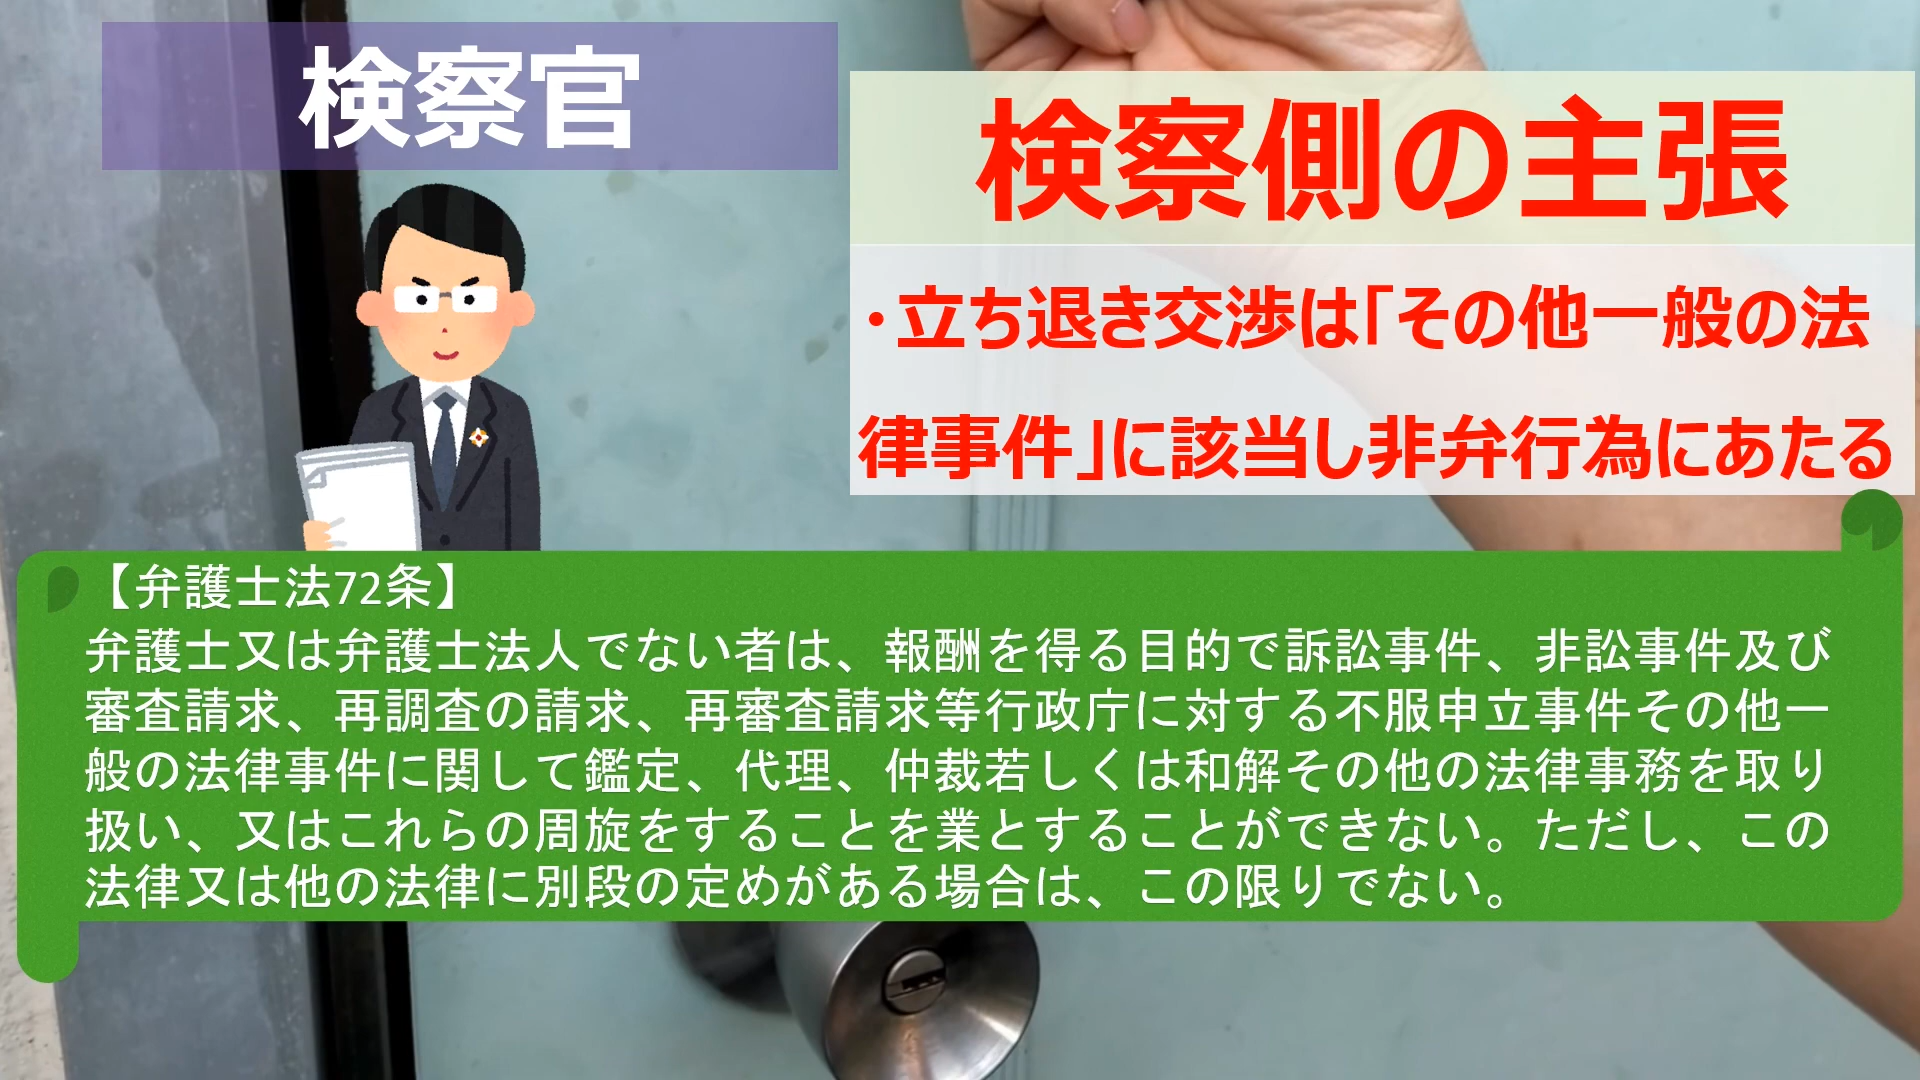 検察官
検察側の主張
・立ち退き交渉は「その他一般の法
律事件」に該当し非弁行為にあたる
【弁護士法72条】
弁護士又は弁護士法人でない者は、報酬を得る目的で訴訟事件、非訟事件及び
審査請求、再調査の請求、再審査請求等行政庁に対する不服申立事件その他一
般の法律事件に関して鑑定、代理、仲裁若しくは和解その他の法律事務を取り
扱い、又はこれらの周旋をすることを業とすることができない。ただし、この
法律又は他の法律に別段の定めがある場合は、この限りでない。